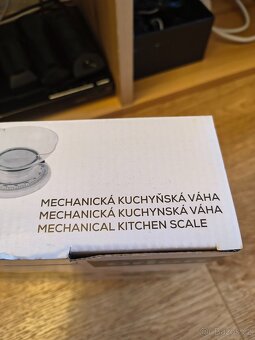 MECHANICKÁ KUCHYŇSKÁ VÁHA
MECHANICKÁ KUCHYNSKÁ VÁHA
MECHANICAL KITCHEN SCALE